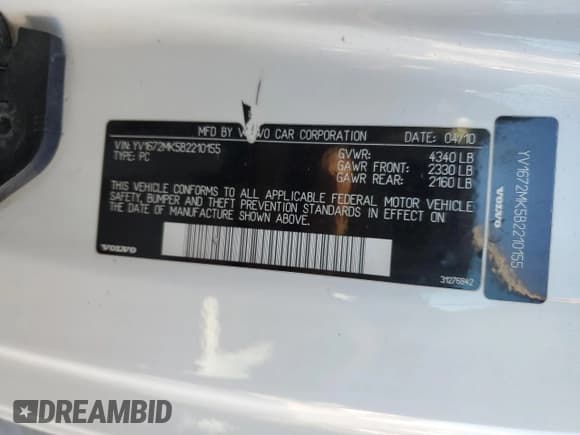 MFD BY VOLVO CAR CORPORATION 04/10
VIN: YV1672MK5B2210155
TYPE: PC
GVWR: 4340 LB
GAWR FRONT: 2330 LB
GAWR REAR: 2160 LB
THIS VEHICLE CONFORMS TO ALL APPLICABLE FEDERAL MOTOR VEHICLE
SAFETY, BUMPER AND THEFT PREVENTION STANDARDS IN EFFECT ON
THE DATE OF MANUFACTURE SHOWN ABOVE.
VOLVO
31276842
YV1672MK5B2210155
VOLVO
DREAMBID